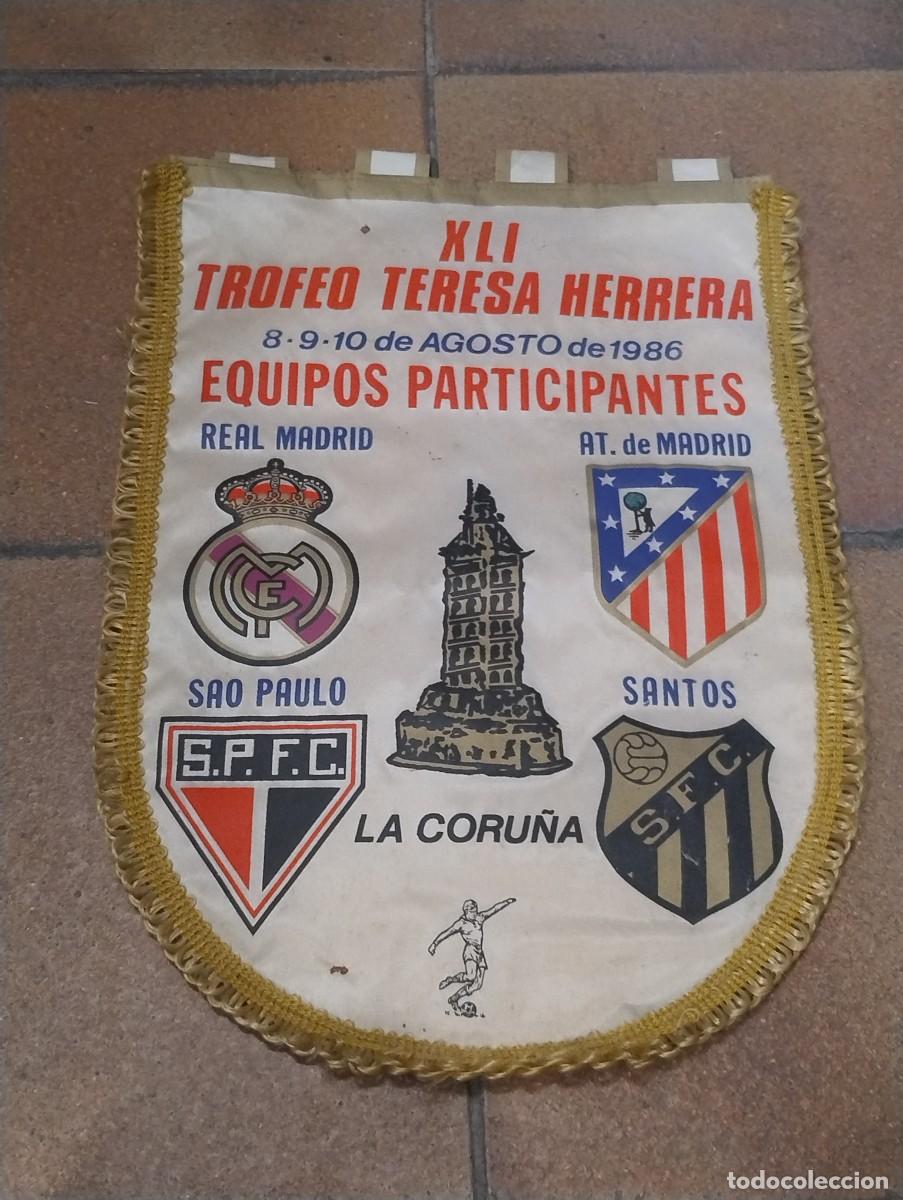 XLI
TROFEO TERESA HERRERA
8·9·10 de AGOSTO de 1986
EQUIPOS PARTICIPANTES
REAL MADRID
AT. de MADRID
MCF
SAO PAULO
SANTOS
S.P.F.C.
S.F.C.
LA CORUÑA
todocoleccion